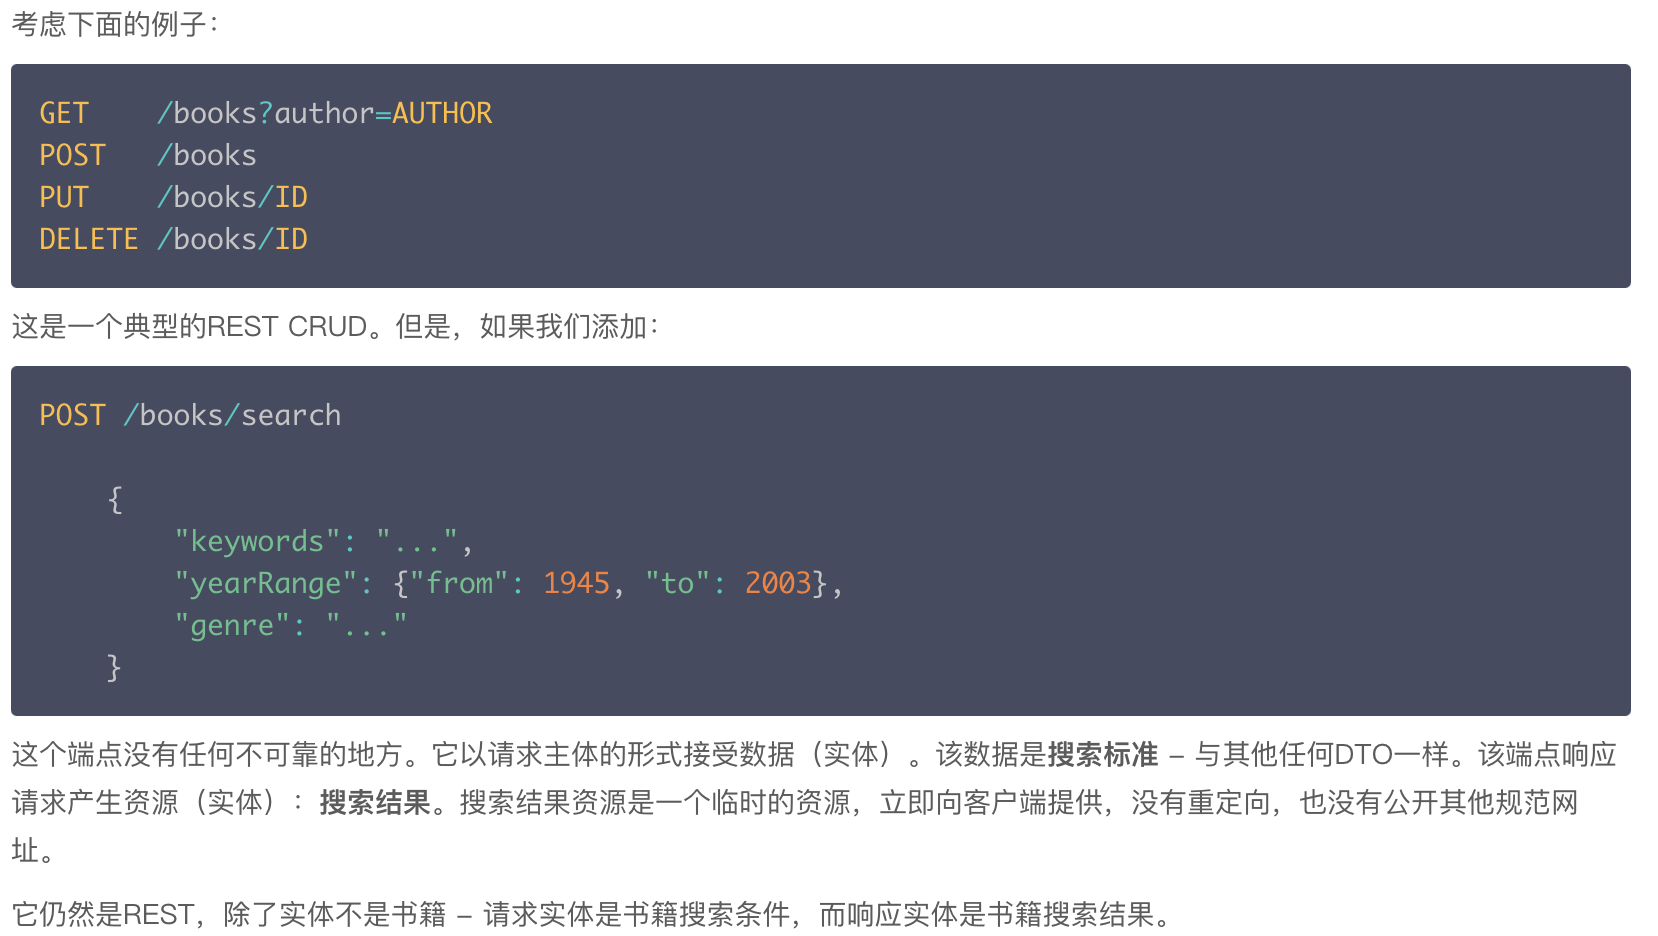 考虑下面的例子：
GET    /books?author=AUTHOR
POST   /books
PUT    /books/ID
DELETE /books/ID
这是一个典型的REST CRUD。但是，如果我们添加：
POST /books/search
{
"keywords": "...",
"yearRange": {"from": 1945, "to": 2003},
"genre": "..."
}
这个端点没有任何不可靠的地方。它以请求主体的形式接受数据（实体）。该数据是搜索标准 – 与其他任何DTO一样。该端点响应
请求产生资源（实体）：搜索结果。搜索结果资源是一个临时的资源，立即向客户端提供，没有重定向，也没有公开其他规范网
址。
它仍然是REST，除了实体不是书籍 – 请求实体是书籍搜索条件，而响应实体是书籍搜索结果。